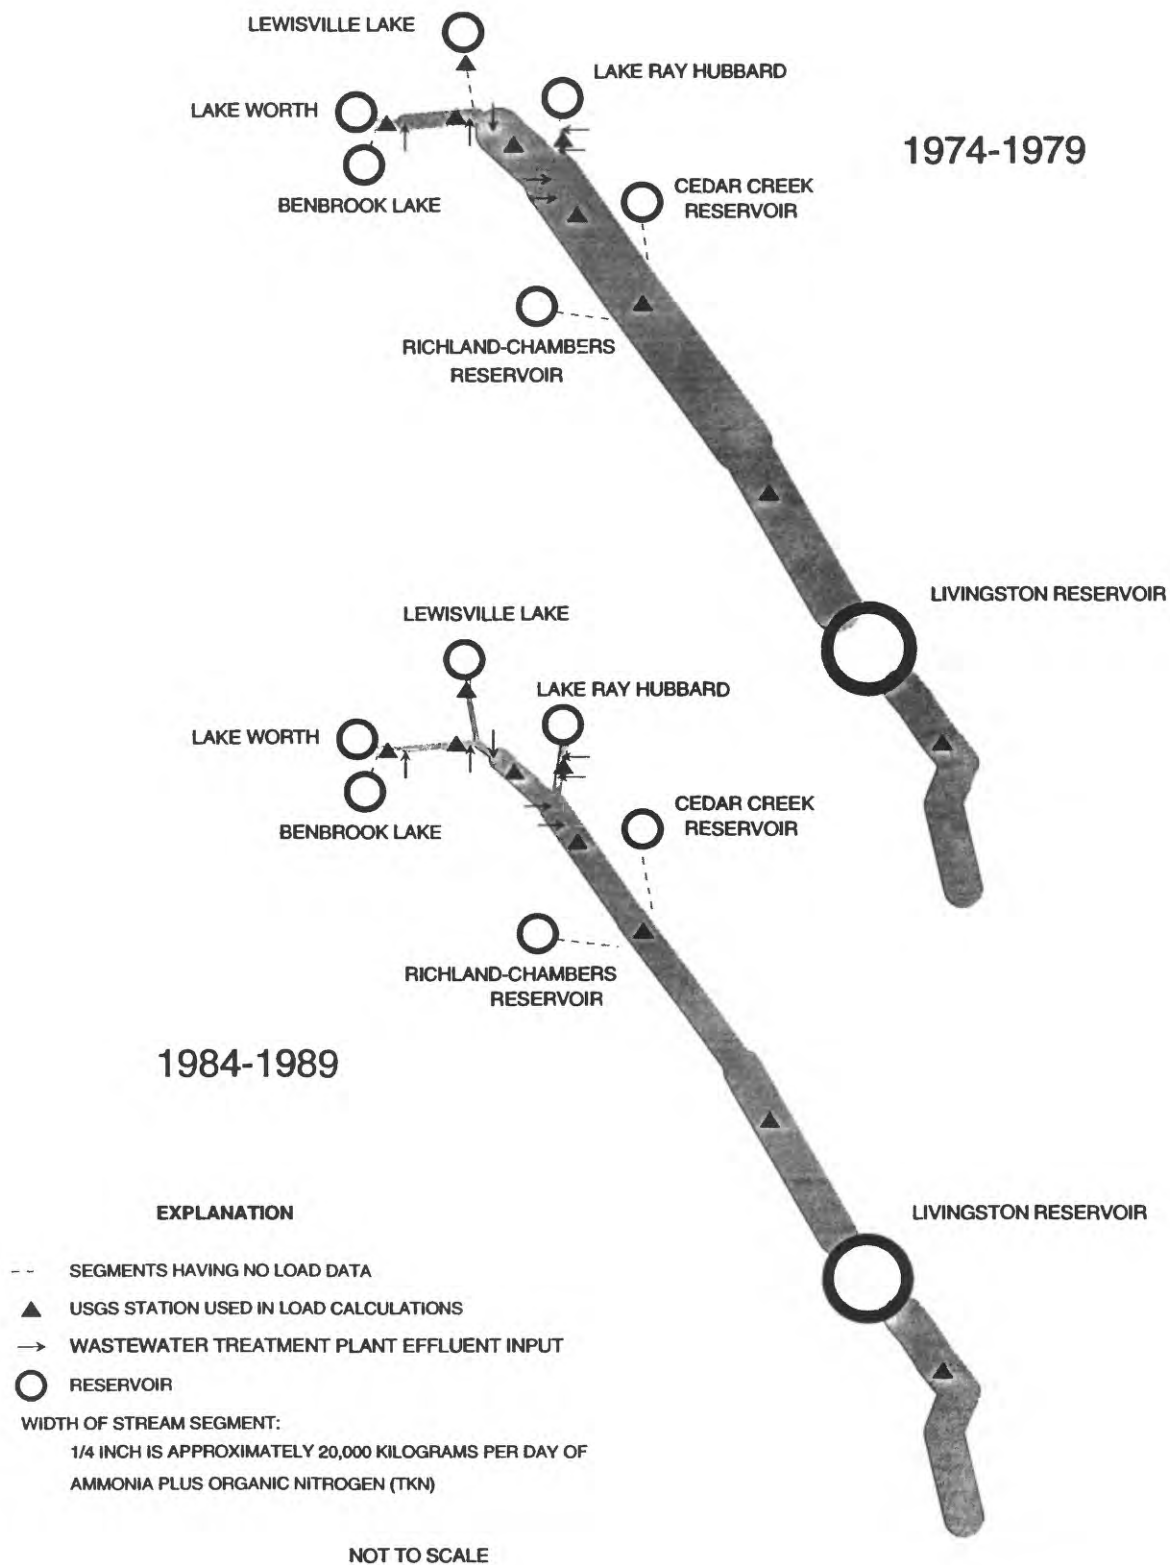 LEWISVILLE LAKE
LAKE RAY HUBBARD
LAKE WORTH
1974-1979
CEDAR CREEK
RESERVOIR
BENBROOK LAKE
RICHLAND-CHAMBERS
RESERVOIR
LIVINGSTON RESERVOIR
LEWISVILLE LAKE
LAKE RAY HUBBARD
LAKE WORTH
CEDAR CREEK
RESERVOIR
BENBROOK LAKE
RICHLAND-CHAMBERS
RESERVOIR
1984-1989
LIVINGSTON RESERVOIR
EXPLANATION
SEGMENTS HAVING NO LOAD DATA
USGS STATION USED IN LOAD CALCULATIONS
WASTEWATER TREATMENT PLANT EFFLUENT INPUT
RESERVOIR
WIDTH OF STREAM SEGMENT:
1/4 INCH IS APPROXIMATELY 20,000 KILOGRAMS PER DAY OF
AMMONIA PLUS ORGANIC NITROGEN (TKN)
NOT TO SCALE